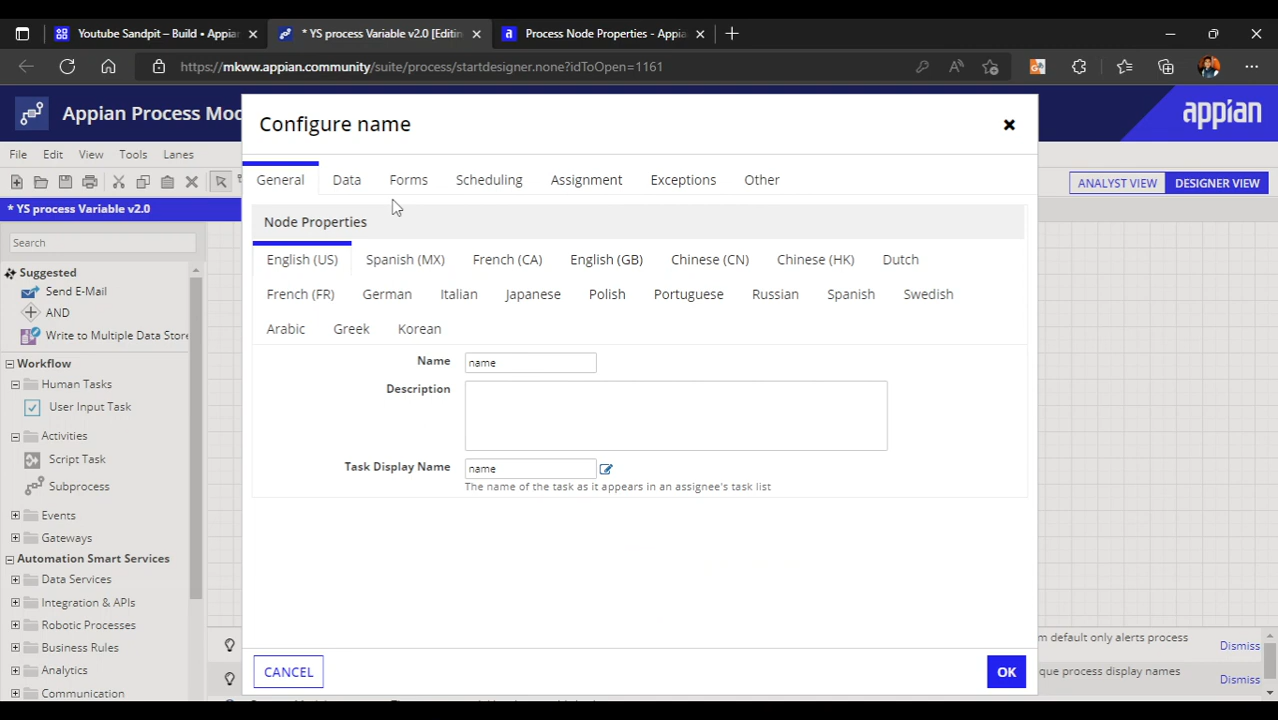 Youtube Sandpit – Build • Appian
* YS process Variable v2.0 [Editin
Process Node Properties - Appia
https://mkww.appian.community/suite/process/startdesigner.none?idToOpen=1161
Appian Process Mod
appian
Configure name
File Edit View Tools Lanes
General Data Forms Scheduling Assignment Exceptions Other
ANALYST VIEW DESIGNER VIEW
* YS process Variable v2.0
Node Properties
Search
English (US) Spanish (MX) French (CA) English (GB) Chinese (CN) Chinese (HK) Dutch
French (FR) German Italian Japanese Polish Portuguese Russian Spanish Swedish
Arabic Greek Korean
Name name
Description
Task Display Name name
The name of the task as it appears in an assignee's task list
Suggested
Send E-Mail
AND
Write to Multiple Data Store
Workflow
Human Tasks
User Input Task
Activities
Script Task
Subprocess
Events
Gateways
Automation Smart Services
Data Services
Integration & APIs
Robotic Processes
Business Rules
Analytics
Communication
m default only alerts process
Dismiss
que process display names
Dismiss
CANCEL OK